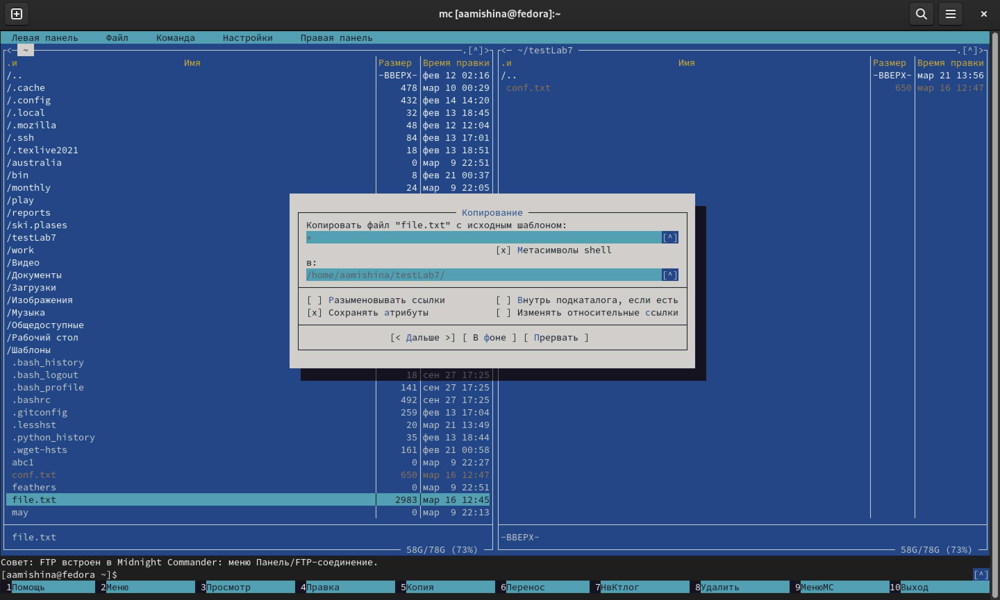 mc [aamishina@fedora]:~
Левая панель Файл Команда Настройки Правая панель
<─ ~ .[^]> <─ ~/testLab7 .[^]>
.и Имя Размер Время правки .и Имя Размер Время правки
/.. -ВВЕРХ- фев 12 02:16 /.. -ВВЕРХ- мар 21 13:56
/.cache 478 мар 10 00:29 conf.txt 650 мар 16 12:47
/.config 432 фев 14 14:20
/.local 32 фев 13 18:45
/.mozilla 48 фев 12 12:04
/.ssh 84 фев 13 17:01
/.texlive2021 18 фев 13 18:51
/australia 0 мар 9 22:51
/bin 8 фев 21 00:37
/monthly 24 мар 9 22:05
/play
/reports
/ski.plases
/testLab7
/work
/Видео
/Документы
/Загрузки
/Изображения
/Музыка
/Общедоступные
/Рабочий стол
/Шаблоны
.bash_history
.bash_logout 18 сен 27 17:25
.bash_profile 141 сен 27 17:25
.bashrc 492 сен 27 17:25
.gitconfig 259 фев 13 17:04
.lesshst 20 мар 21 13:49
.python_history 35 фев 13 18:44
.wget-hsts 161 фев 21 00:58
abc1 0 мар 9 22:27
conf.txt 650 мар 16 12:47
feathers 0 мар 9 22:51
file.txt 2983 мар 16 12:45
may 0 мар 9 22:13
file.txt -ВВЕРХ-
58G/78G (73%) 58G/78G (73%)
Копирование
Копировать файл "file.txt" с исходным шаблоном:
* [^]
[x] Метасимволы shell
в:
/home/aamishina/testLab7/ [^]
[ ] Разыменовывать ссылки [ ] Внутрь подкаталога, если есть
[x] Сохранять атрибуты [ ] Изменять относительные ссылки
[< Дальше >] [ В фоне ] [ Прервать ]
Совет: FTP встроен в Midnight Commander: меню Панель/FTP-соединение.
[aamishina@fedora ~]$ [^]
1Помощь 2Меню 3Просмотр 4Правка 5Копия 6Перенос 7НвКтлог 8Удалить 9МенюMC 10Выход